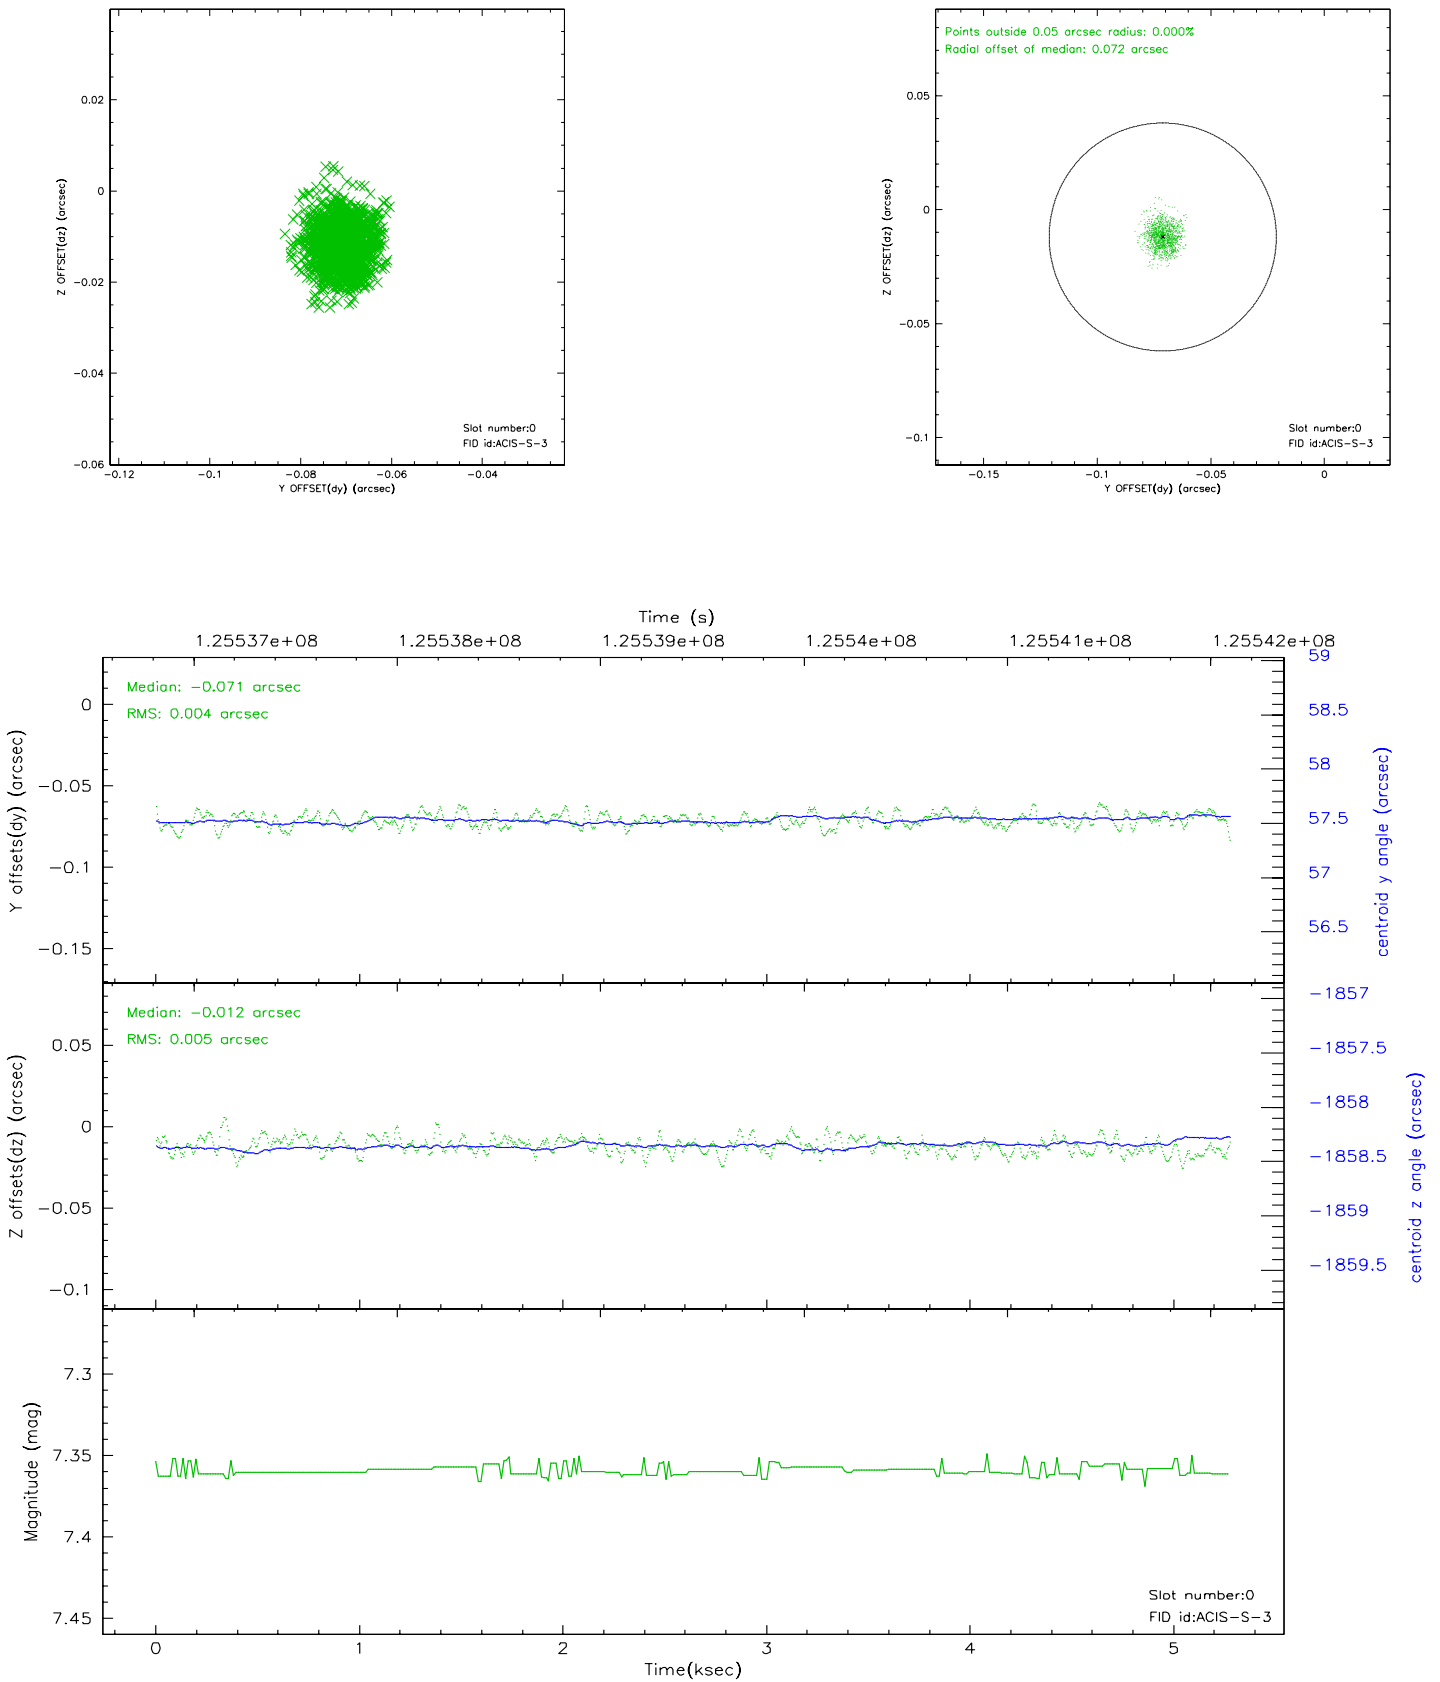 0.02
0
-0.02
-0.04
-0.06
Z OFFSET(dz) (arcsec)
Slot number:0
FID id:ACIS-S-3
-0.12 -0.1 -0.08 -0.06 -0.04
Y OFFSET(dy) (arcsec)
Points outside 0.05 arcsec radius: 0.000%
Radial offset of median: 0.072 arcsec
0.05
0
-0.05
-0.1
Z OFFSET(dz) (arcsec)
Slot number:0
FID id:ACIS-S-3
-0.15 -0.1 -0.05 0
Y OFFSET(dy) (arcsec)
Time (s)
1.25537e+08 1.25538e+08 1.25539e+08 1.2554e+08 1.25541e+08 1.25542e+08
Median: -0.071 arcsec
RMS: 0.004 arcsec
0
-0.05
-0.1
-0.15
Y offsets(dy) (arcsec)
59
58.5
58
57.5
57
56.5
centroid y angle (arcsec)
Median: -0.012 arcsec
RMS: 0.005 arcsec
0.05
0
-0.05
-0.1
Z offsets(dz) (arcsec)
-1857
-1857.5
-1858
-1858.5
-1859
-1859.5
centroid z angle (arcsec)
7.3
7.35
7.4
7.45
Magnitude (mag)
Slot number:0
FID id:ACIS-S-3
0 1 2 3 4 5
Time(ksec)